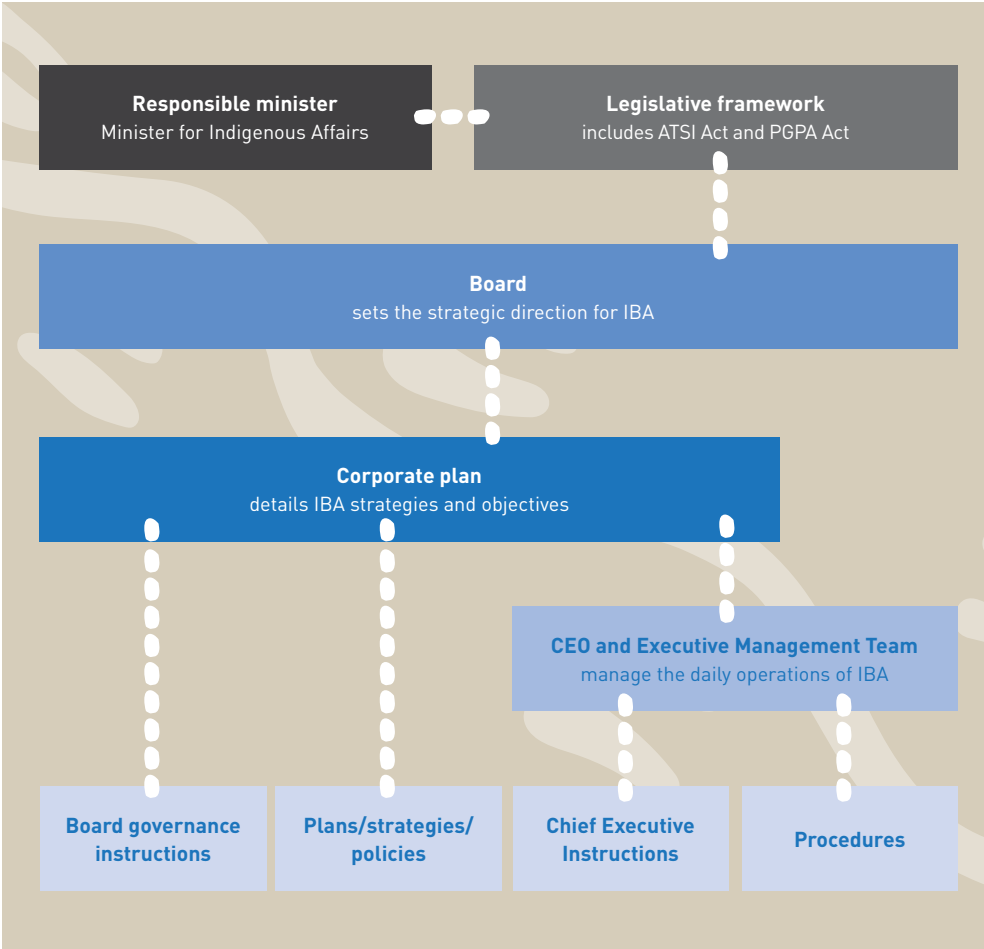 Responsible minister
Minister for Indigenous Affairs
Legislative framework
includes ATSI Act and PGPA Act
Board
sets the strategic direction for IBA
Corporate plan
details IBA strategies and objectives
CEO and Executive Management Team
manage the daily operations of IBA
Board governance
instructions
Plans/strategies/
policies
Chief Executive
Instructions
Procedures